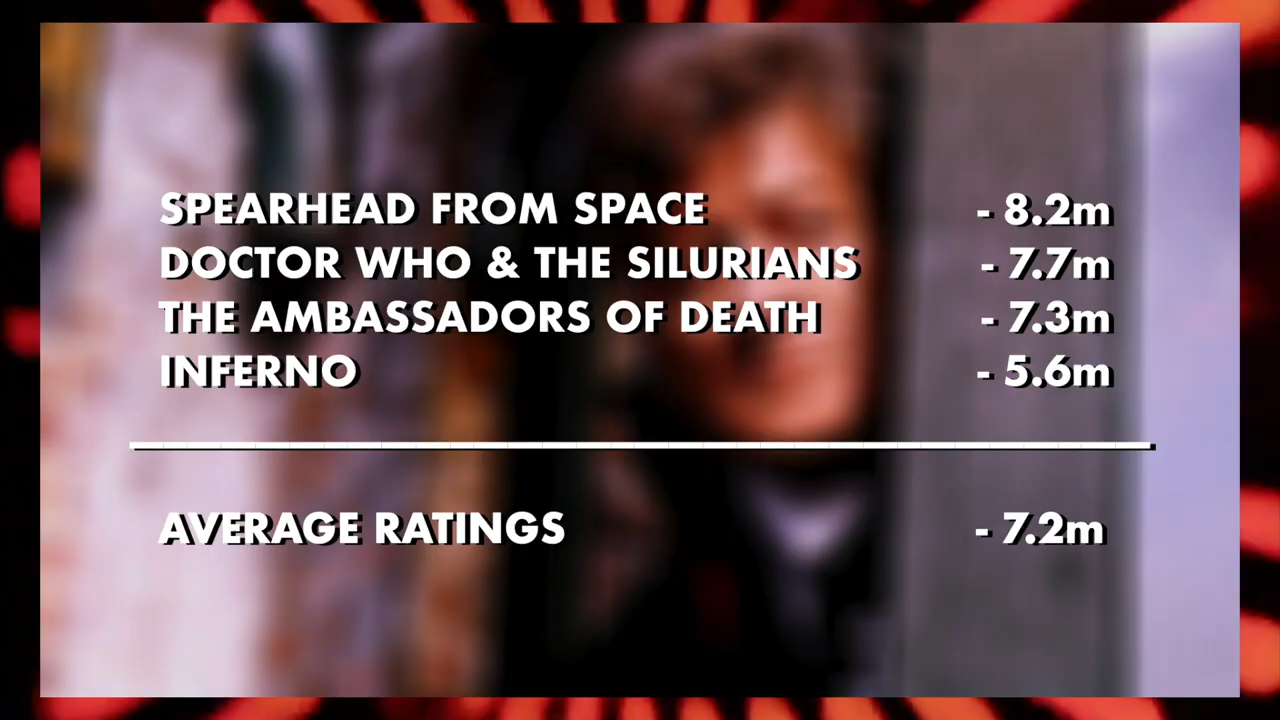 SPEARHEAD FROM SPACE - 8.2m
DOCTOR WHO & THE SILURIANS - 7.7m
THE AMBASSADORS OF DEATH - 7.3m
INFERNO - 5.6m
AVERAGE RATINGS - 7.2m